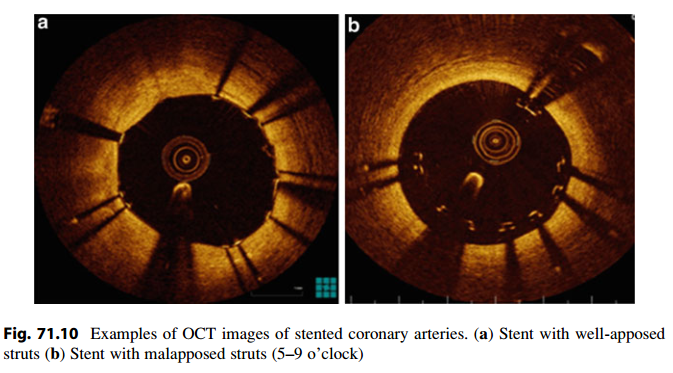 a
b
Fig. 71.10 Examples of OCT images of stented coronary arteries. (a) Stent with well-apposed
struts (b) Stent with malapposed struts (5–9 o’clock)